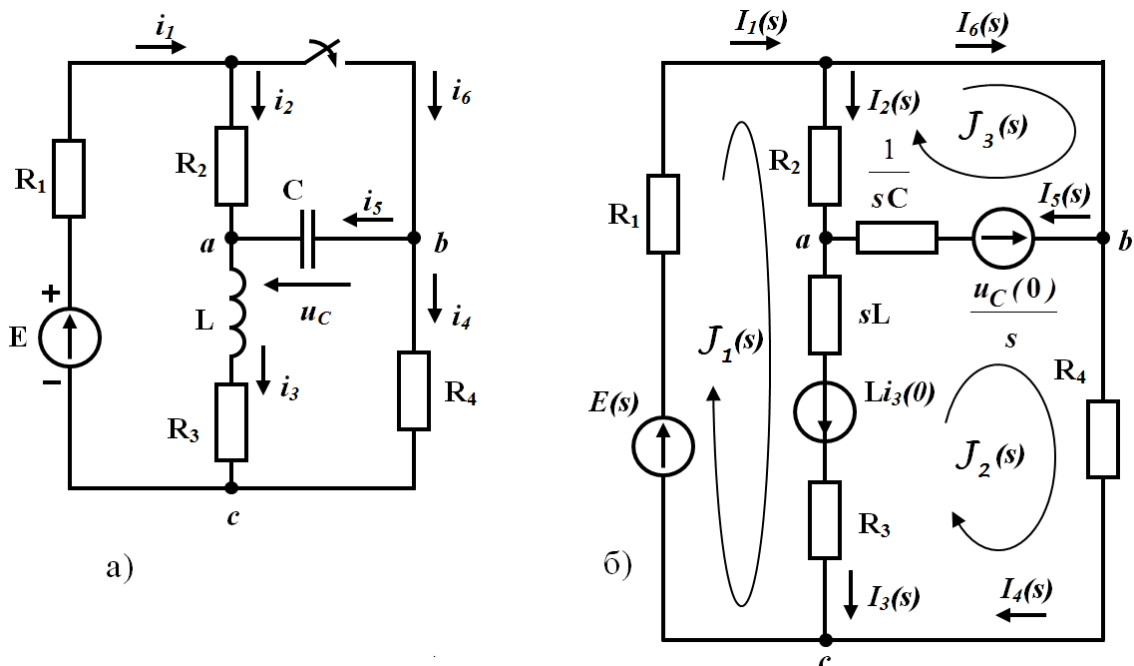 i1
i2
i6
R1
R2
C
i5
a
b
+
E
−
L
uC
i4
i3
R3
R4
c
а)
I1(s)
I6(s)
I2(s)
J3(s)
R2
1
sC
I5(s)
R1
a
b
uC(0)
s
sL
J1(s)
R4
E(s)
Li3(0)
J2(s)
R3
б)
I3(s)
I4(s)
c